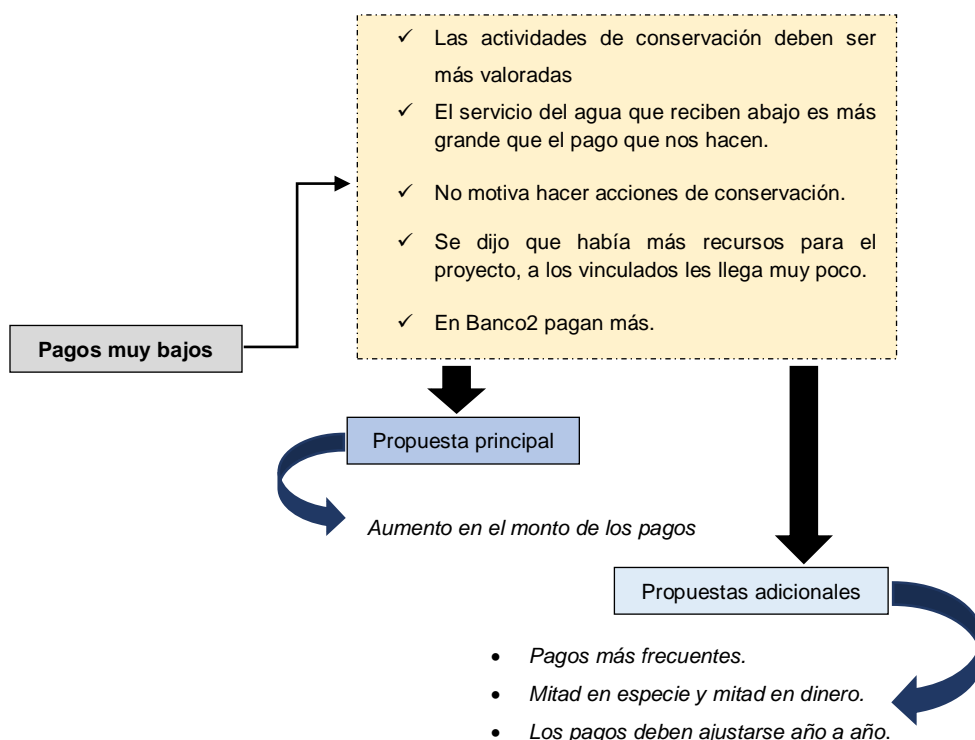 Las actividades de conservación deben ser
más valoradas
El servicio del agua que reciben abajo es más
grande que el pago que nos hacen.
No motiva hacer acciones de conservación.
Se dijo que había más recursos para el
proyecto, a los vinculados les llega muy poco.
En Banco2 pagan más.
Pagos muy bajos
Propuesta principal
Aumento en el monto de los pagos
Propuestas adicionales
Pagos más frecuentes.
Mitad en especie y mitad en dinero.
Los pagos deben ajustarse año a año.